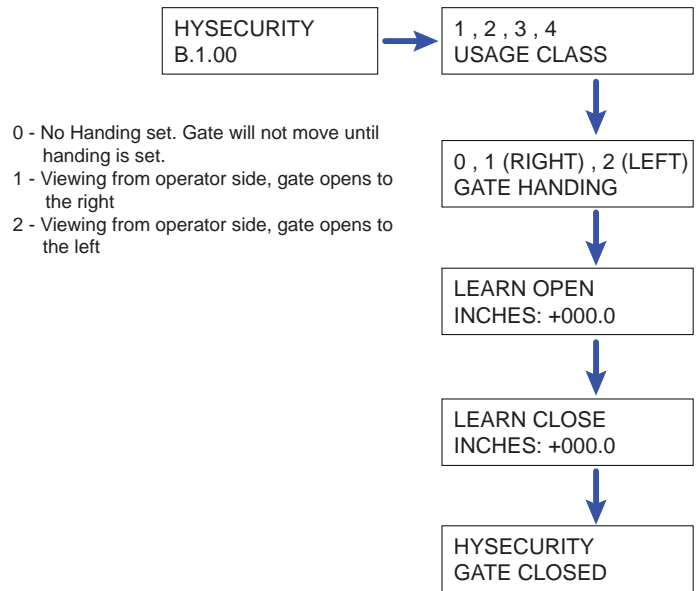 HYSECURITY
B.1.00
1 , 2 , 3 , 4
USAGE CLASS
0 - No Handing set. Gate will not move until
handing is set.
1 - Viewing from operator side, gate opens to
the right
2 - Viewing from operator side, gate opens to
the left
0 , 1 (RIGHT) , 2 (LEFT)
GATE HANDING
LEARN OPEN
INCHES: +000.0
LEARN CLOSE
INCHES: +000.0
HYSECURITY
GATE CLOSED